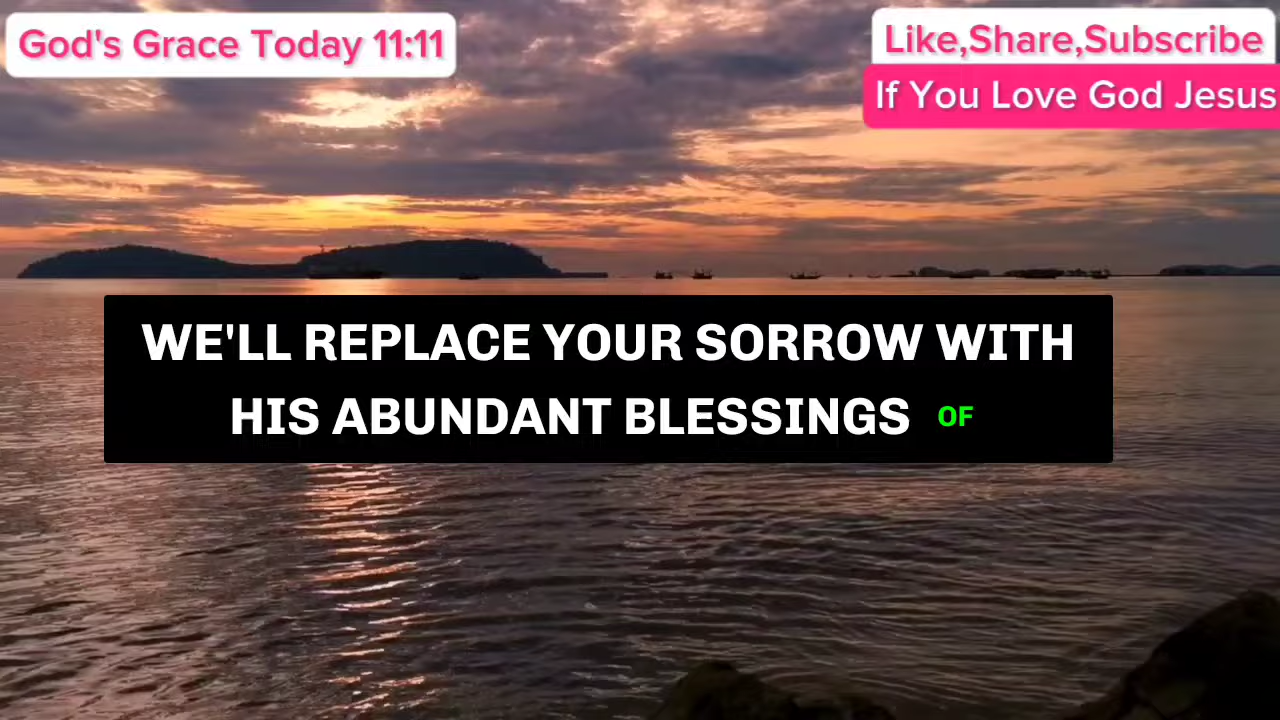 God's Grace Today 11:11
Like,Share,Subscribe
If You Love God Jesus
WE'LL REPLACE YOUR SORROW WITH
HIS ABUNDANT BLESSINGS OF